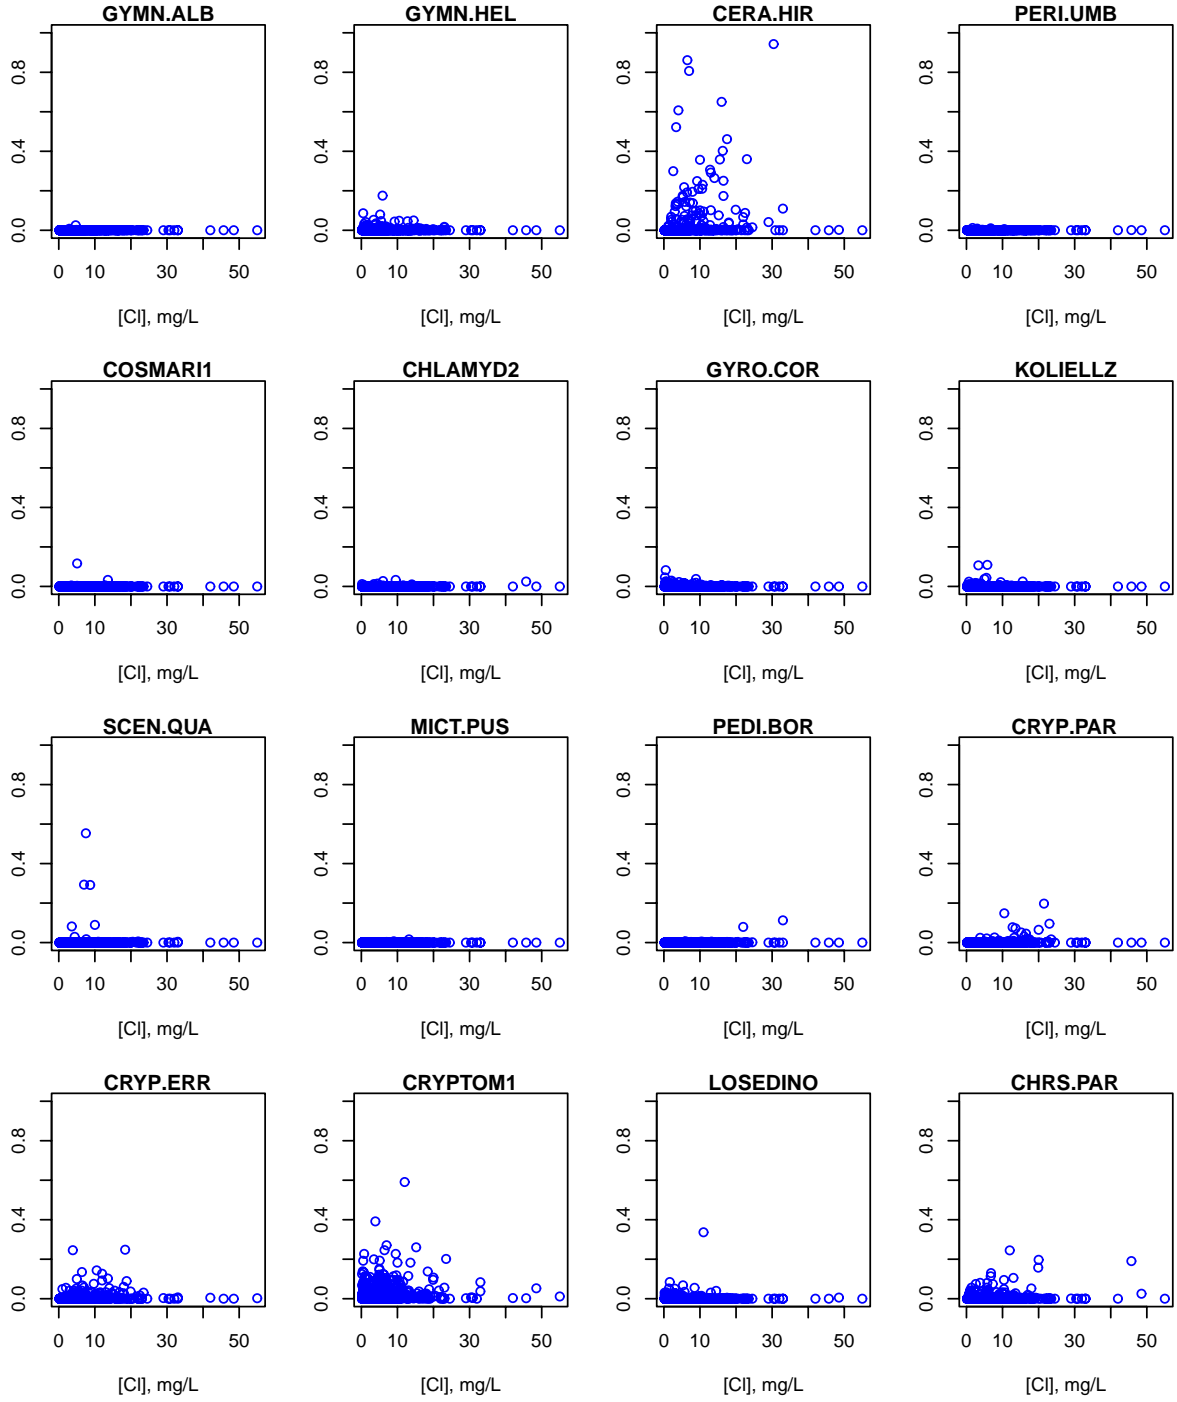 GYMN.ALB GYMN.HEL CERA.HIR PERI.UMB
0.8 0.8 0.8 0.8
0.4 0.4 0.4 0.4
0.0 0.0 0.0 0.0
0 10 30 50 0 10 30 50 0 10 30 50 0 10 30 50
[Cl], mg/L [Cl], mg/L [Cl], mg/L [Cl], mg/L
COSMARI1 CHLAMYD2 GYRO.COR KOLIELLZ
0.8 0.8 0.8 0.8
0.4 0.4 0.4 0.4
0.0 0.0 0.0 0.0
0 10 30 50 0 10 30 50 0 10 30 50 0 10 30 50
[Cl], mg/L [Cl], mg/L [Cl], mg/L [Cl], mg/L
SCEN.QUA MICT.PUS PEDI.BOR CRYP.PAR
0.8 0.8 0.8 0.8
0.4 0.4 0.4 0.4
0.0 0.0 0.0 0.0
0 10 30 50 0 10 30 50 0 10 30 50 0 10 30 50
[Cl], mg/L [Cl], mg/L [Cl], mg/L [Cl], mg/L
CRYP.ERR CRYPTOM1 LOSEDINO CHRS.PAR
0.8 0.8 0.8 0.8
0.4 0.4 0.4 0.4
0.0 0.0 0.0 0.0
0 10 30 50 0 10 30 50 0 10 30 50 0 10 30 50
[Cl], mg/L [Cl], mg/L [Cl], mg/L [Cl], mg/L